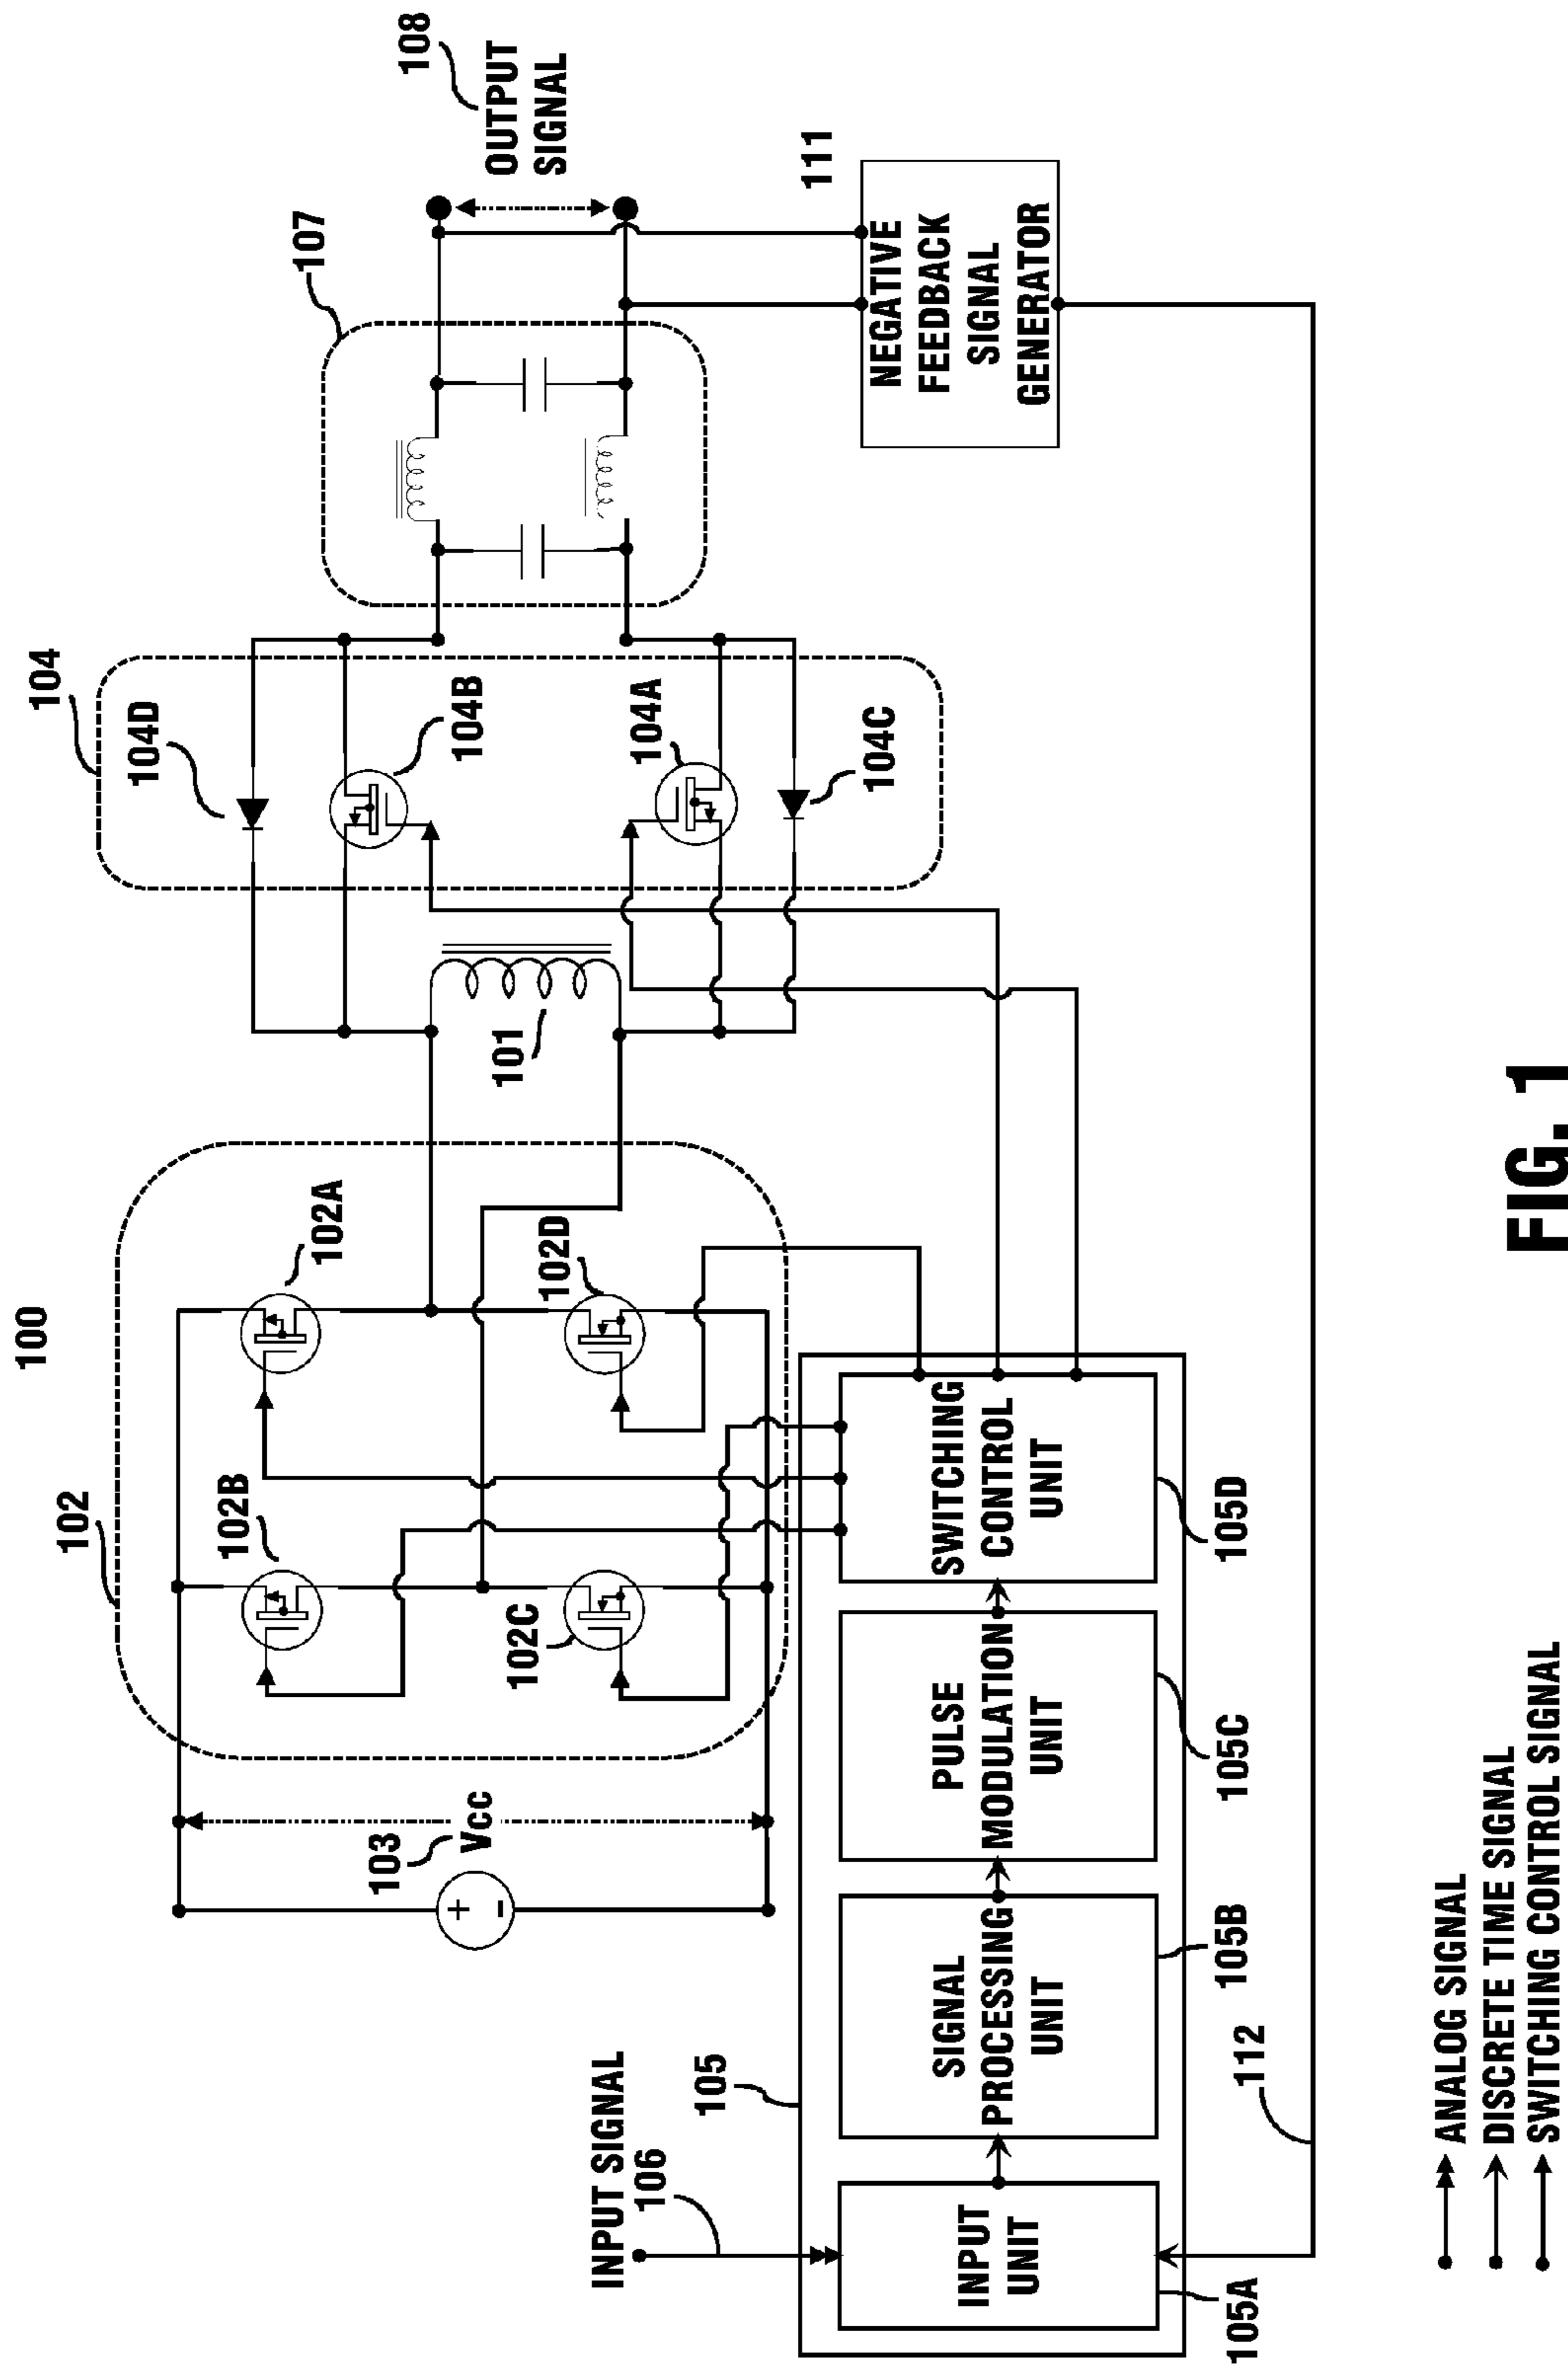 100
102
102B
102A
102C
102D
103
Vcc
101
104
104D
104B
104A
104C
107
108
OUTPUT
SIGNAL
111
NEGATIVE
FEEDBACK
SIGNAL
GENERATOR
INPUT SIGNAL
106
105
INPUT
UNIT
105A
SIGNAL
PROCESSING
UNIT
105B
PULSE
MODULATION
UNIT
105C
SWITCHING
CONTROL
UNIT
105D
112
+
-
ANALOG SIGNAL
DISCRETE TIME SIGNAL
SWITCHING CONTROL SIGNAL
FIG. 1